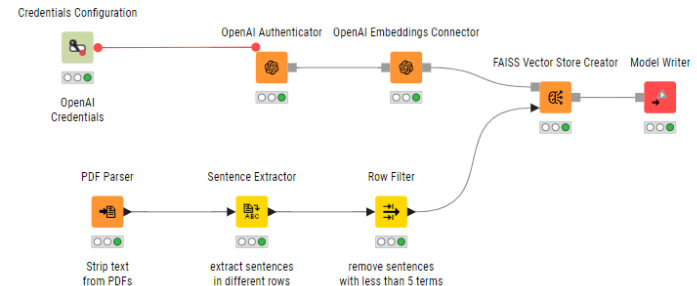 Credentials Configuration
OpenAI Authenticator
OpenAI Embeddings Connector
FAISS Vector Store Creator
Model Writer
OpenAI
Credentials
PDF Parser
Sentence Extractor
Row Filter
ABC
Strip text
from PDFs
extract sentences
in different rows
remove sentences
with less than 5 terms